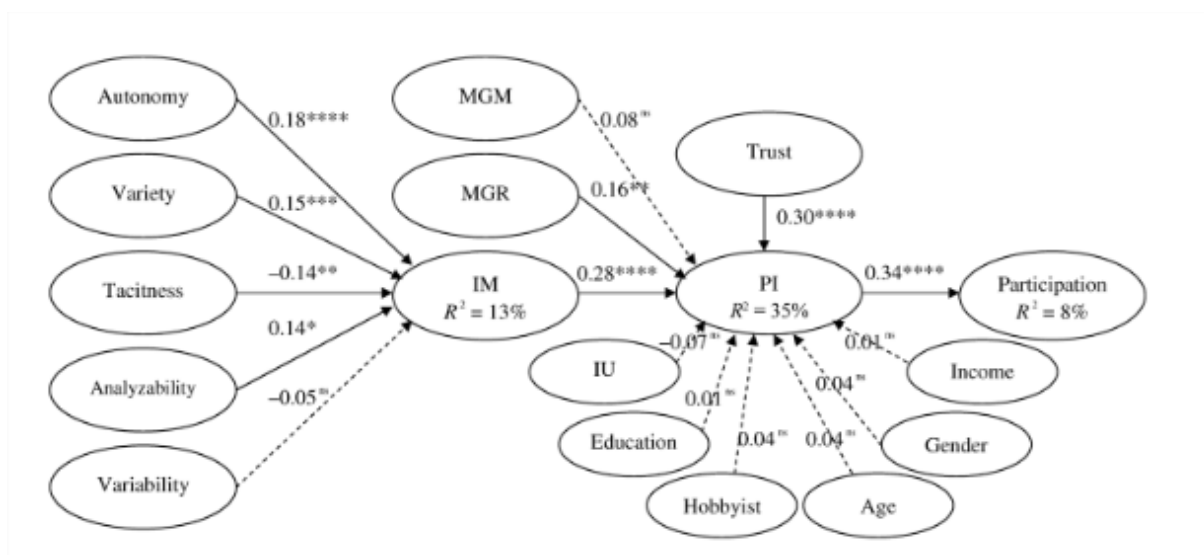 Autonomy
MGM
0.18****
0.08ns
Trust
Variety
MGR
0.15***
0.16**
0.30****
Tacitness
–0.14**
IM
R² = 13%
0.28****
PI
R² = 35%
0.34****
Participation
R² = 8%
0.14*
Analyzability
–0.05ns
IU
–0.07ns
0.01ns
Income
0.01ns
0.04ns
Education
0.04ns
0.04ns
Gender
Variability
Hobbyist
Age